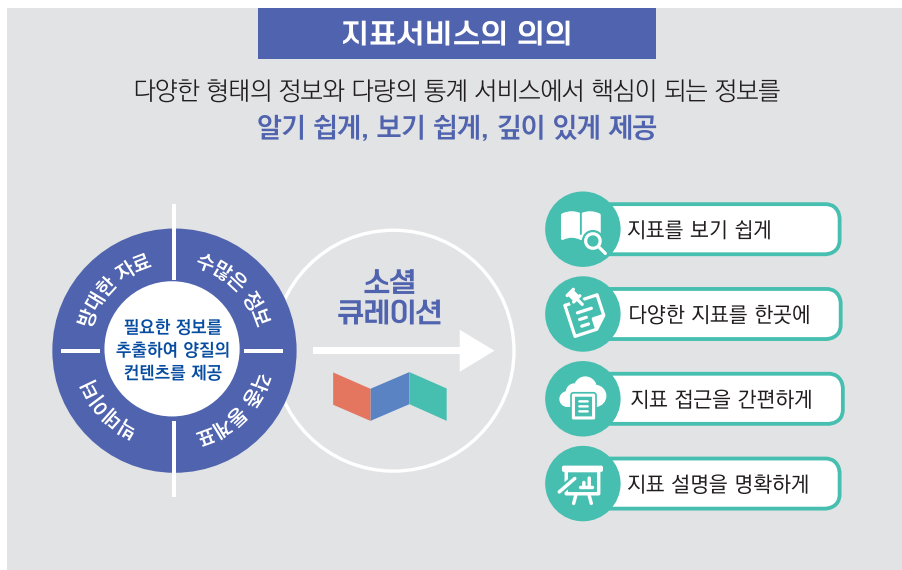 지표서비스의 의의
다양한 형태의 정보와 다량의 통계 서비스에서 핵심이 되는 정보를
알기 쉽게, 보기 쉽게, 깊이 있게 제공
방대한 자료
수많은 정보
빅데이터
각종 통계표
필요한 정보를
추출하여 양질의
컨텐츠를 제공
소셜
큐레이션
지표를 보기 쉽게
다양한 지표를 한곳에
지표 접근을 간편하게
지표 설명을 명확하게